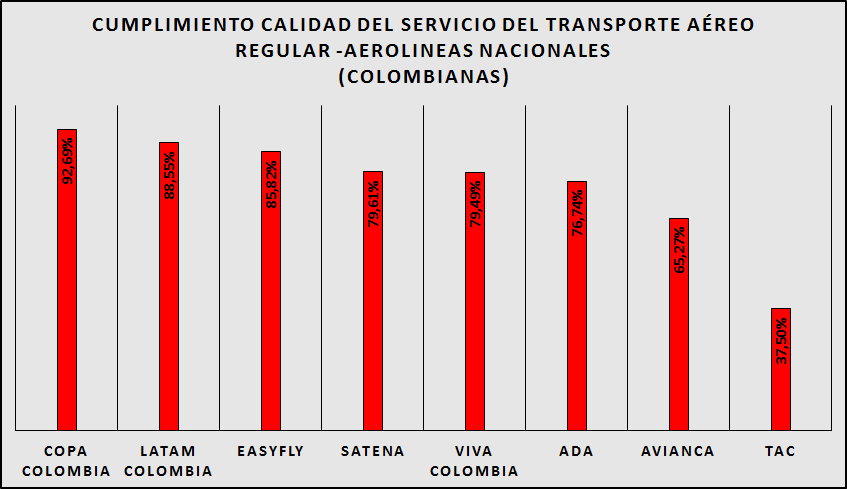 CUMPLIMIENTO CALIDAD DEL SERVICIO DEL TRANSPORTE AÉREO
REGULAR -AEROLINEAS NACIONALES
(COLOMBIANAS)
92,69%
88,55%
85,82%
79,61%
79,49%
76,74%
65,27%
37,50%
COPA
COLOMBIA
LATAM
COLOMBIA
EASYFLY
SATENA
VIVA
COLOMBIA
ADA
AVIANCA
TAC